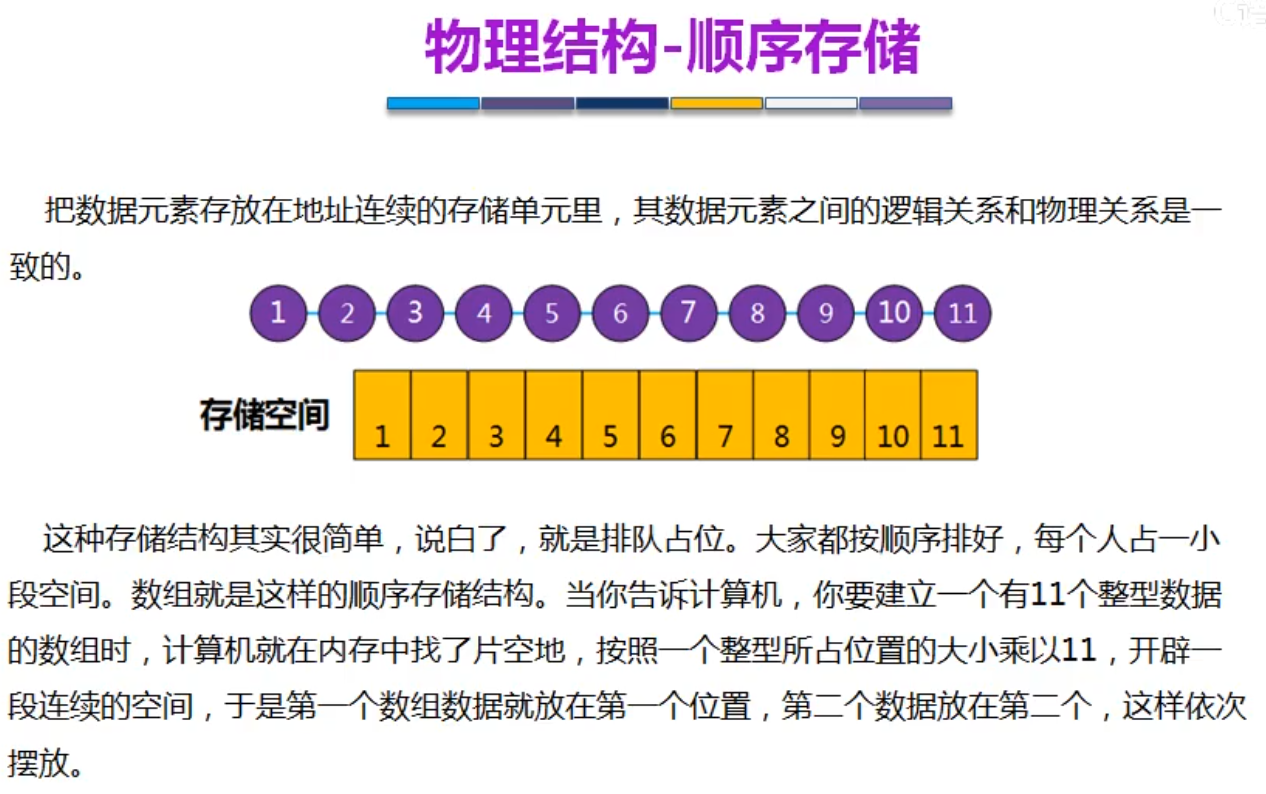 物理结构-顺序存储
把数据元素存放在地址连续的存储单元里，其数据元素之间的逻辑关系和物理关系是一
致的。
1 2 3 4 5 6 7 8 9 10 11
存储空间 1 2 3 4 5 6 7 8 9 10 11
这种存储结构其实很简单，说白了，就是排队占位。大家都按顺序排好，每个人占一小
段空间。数组就是这样的顺序存储结构。当你告诉计算机，你要建立一个有11个整型数据
的数组时，计算机就在内存中找了片空地，按照一个整型所占位置的大小乘以11，开辟一
段连续的空间，于是第一个数组数据就放在第一个位置，第二个数据放在第二个，这样依次
摆放。